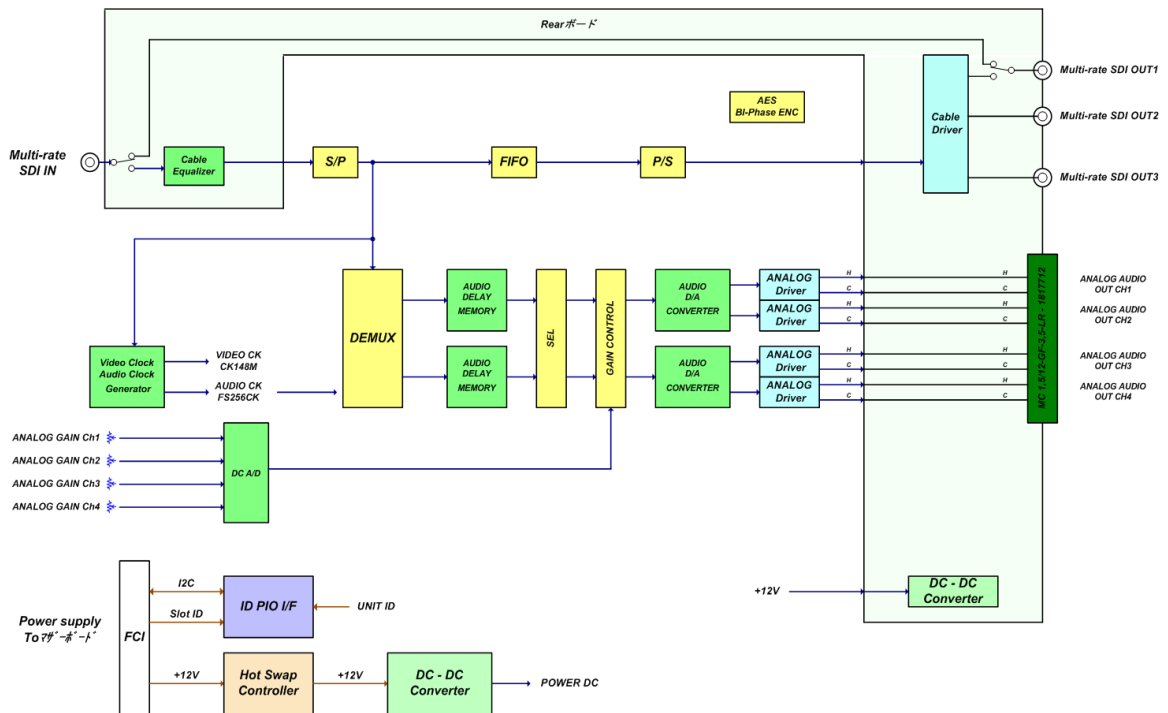 Rearボード
Multi-rate SDI OUT1
AES
BI-Phase ENC
Cable
Driver
Multi-rate SDI OUT2
Multi-rate
SDI IN
Cable
Equalizer
S/P
FIFO
P/S
Multi-rate SDI OUT3
DEMUX
AUDIO
DELAY
MEMORY
SEL
GAIN CONTROL
AUDIO
D/A
CONVERTER
ANALOG
Driver
H
H
C
C
ANALOG AUDIO
OUT CH1
ANALOG
Driver
H
H
C
C
ANALOG AUDIO
OUT CH2
MC 1,5/12-GF-3,5-LR - 1817712
Video Clock
Audio Clock
Generator
VIDEO CK
CK148M
AUDIO CK
FS256CK
AUDIO
DELAY
MEMORY
AUDIO
D/A
CONVERTER
ANALOG
Driver
H
H
C
C
ANALOG AUDIO
OUT CH3
ANALOG
Driver
H
H
C
C
ANALOG AUDIO
OUT CH4
ANALOG GAIN Ch1
ANALOG GAIN Ch2
ANALOG GAIN Ch3
ANALOG GAIN Ch4
DC A/D
Power supply
To ﾏｻﾞｰﾎﾞｰﾄﾞ
FCI
I2C
Slot ID
ID PIO I/F
UNIT ID
+12V
DC - DC
Converter
+12V
Hot Swap
Controller
+12V
DC - DC
Converter
POWER DC